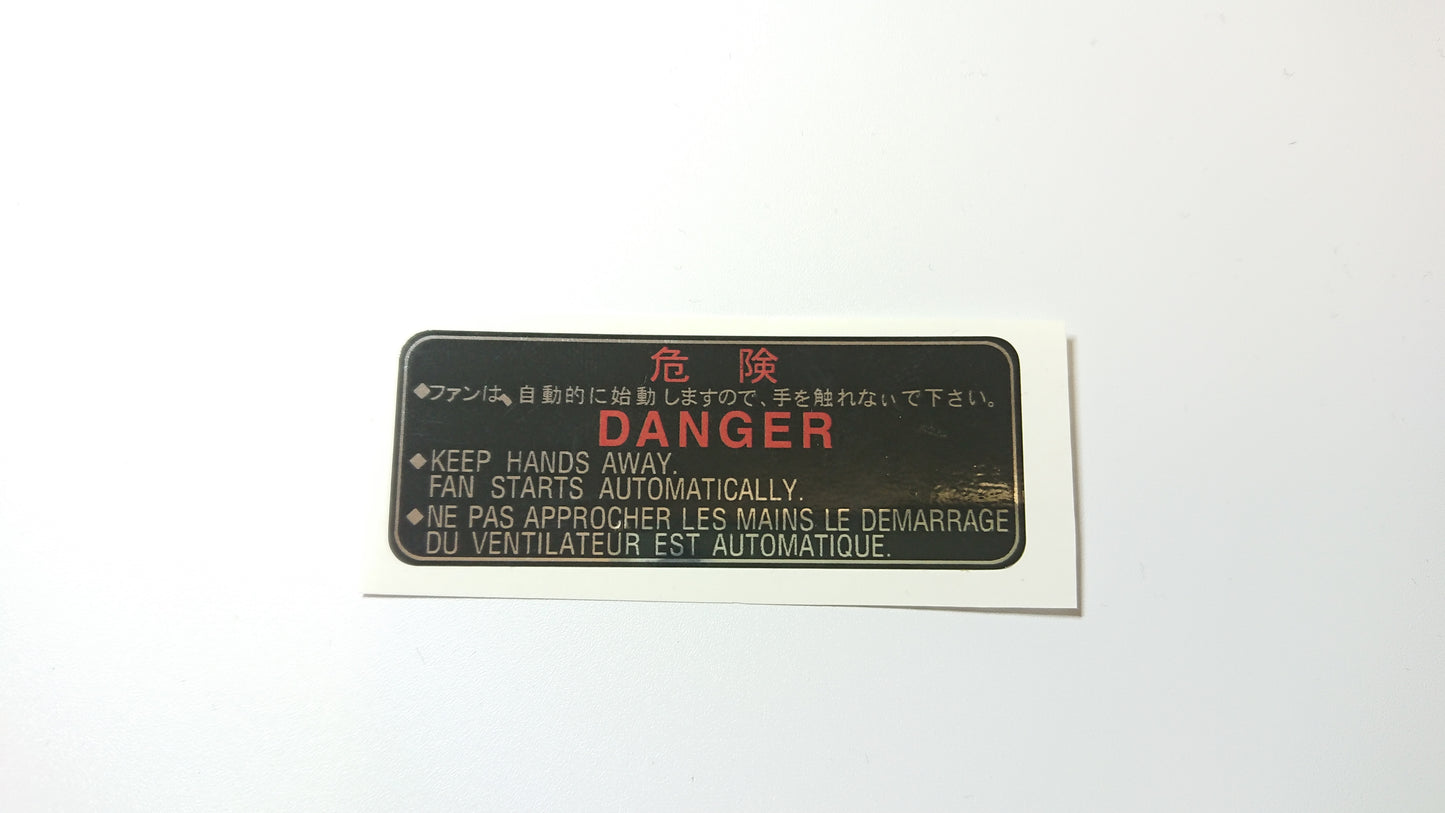 危 険
◆ファンは、自動的に始動しますので、手を触れないで下さい。
DANGER
◆KEEP HANDS AWAY.
FAN STARTS AUTOMATICALLY.
◆NE PAS APPROCHER LES MAINS LE DEMARRAGE
DU VENTILATEUR EST AUTOMATIQUE.